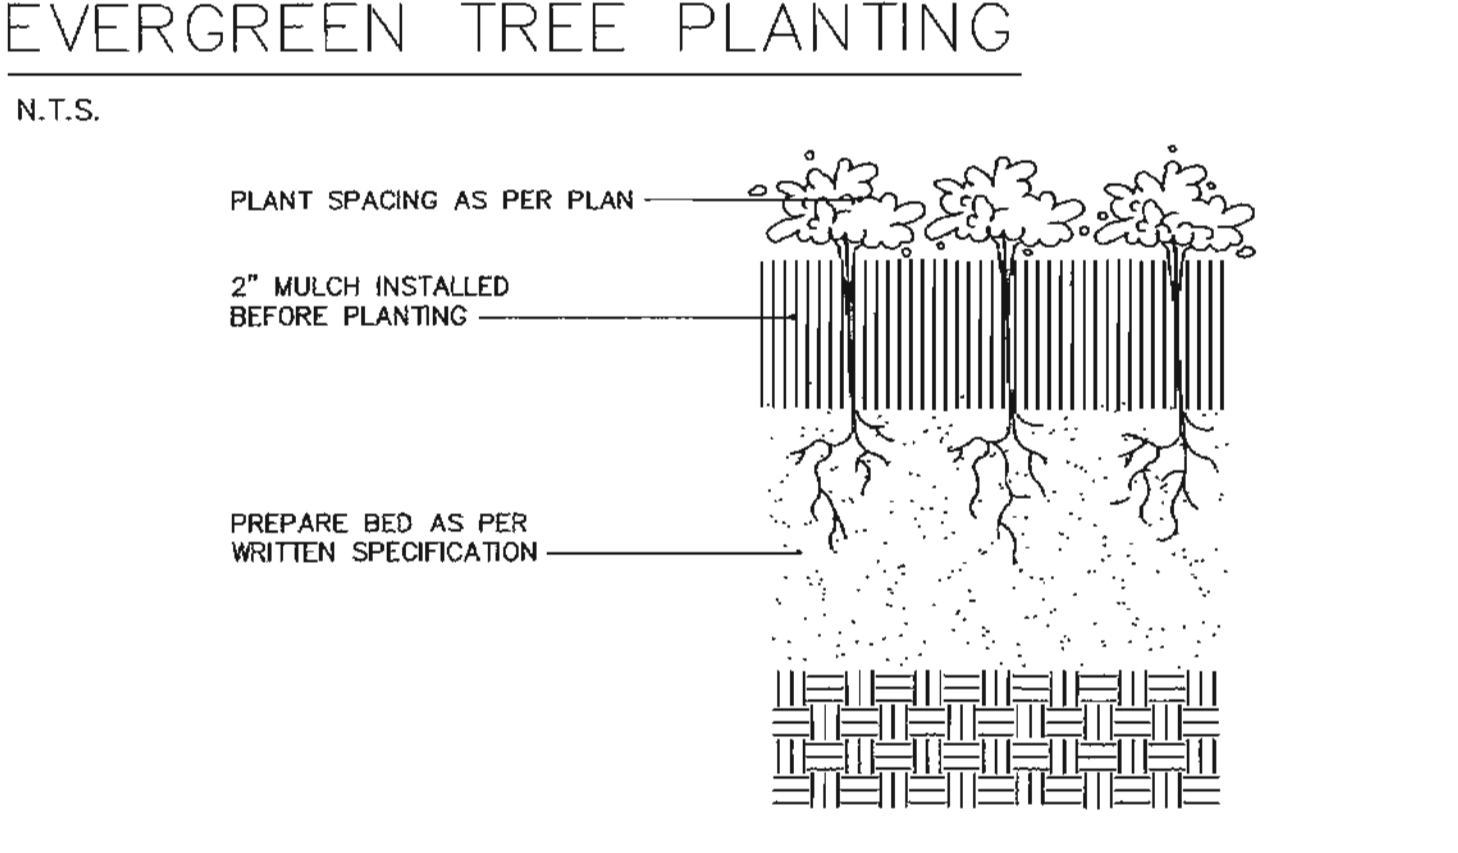 EVERGREEN TREE PLANTING
N.T.S.
PLANT SPACING AS PER PLAN
2" MULCH INSTALLED
BEFORE PLANTING
PREPARE BED AS PER
WRITTEN SPECIFICATION